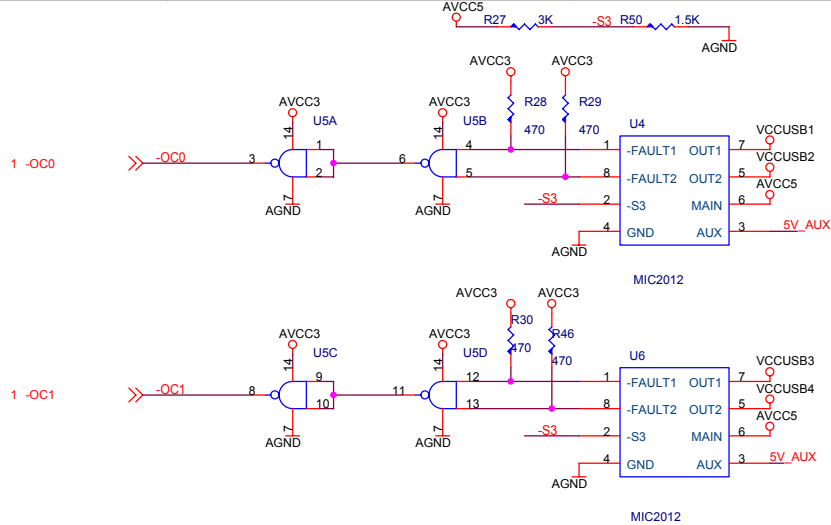 AVCC5
R27 3K -S3 R50 1.5K
AGND
AVCC3 AVCC3
R28 R29
470 470
AVCC3 AVCC3
U5A U5B U4
14 14
1 -OC0 -OC0 3 1 2 6 4 5
7 7
AGND AGND
1 -FAULT1 OUT1 7 VCCUSB1
8 -FAULT2 OUT2 5 VCCUSB2
-S3 2 -S3 MAIN 6 AVCC5
4 GND AUX 3 5V_AUX
AGND
MIC2012
AVCC3 AVCC3
R30 R46
470 470
AVCC3 AVCC3
U5C U5D U6
14 14
1 -OC1 -OC1 8 9 10 11 12 13
7 7
AGND AGND
1 -FAULT1 OUT1 7 VCCUSB3
8 -FAULT2 OUT2 5 VCCUSB4
-S3 2 -S3 MAIN 6 AVCC5
4 GND AUX 3 5V_AUX
AGND
MIC2012